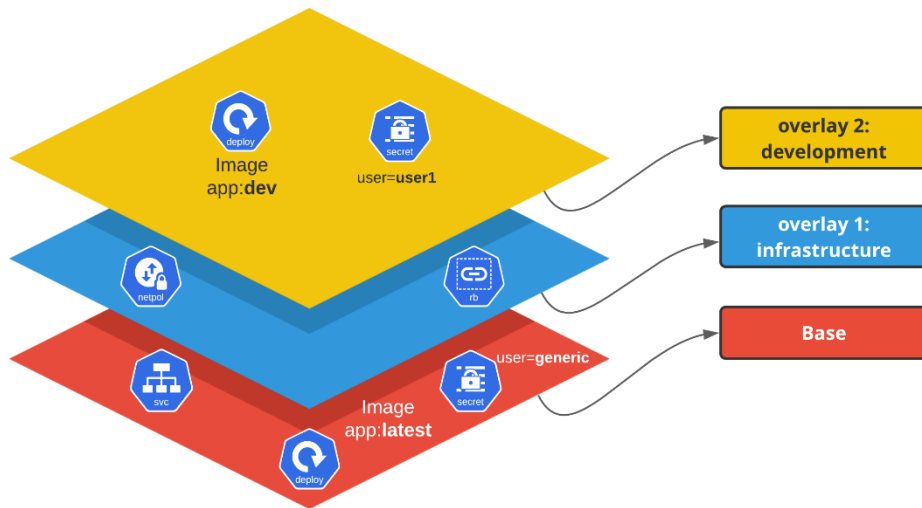 deploy
Image
app:dev
secret
user=user1
overlay 2:
development
netpol
rb
overlay 1:
infrastructure
svc
Image
app:latest
deploy
secret
user=generic
Base